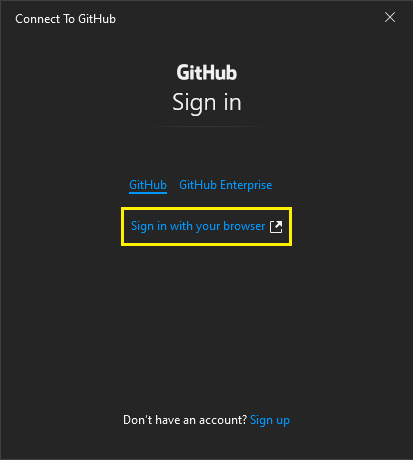 Connect To GitHub
GitHub
Sign in
GitHub GitHub Enterprise
Sign in with your browser
Don't have an account? Sign up